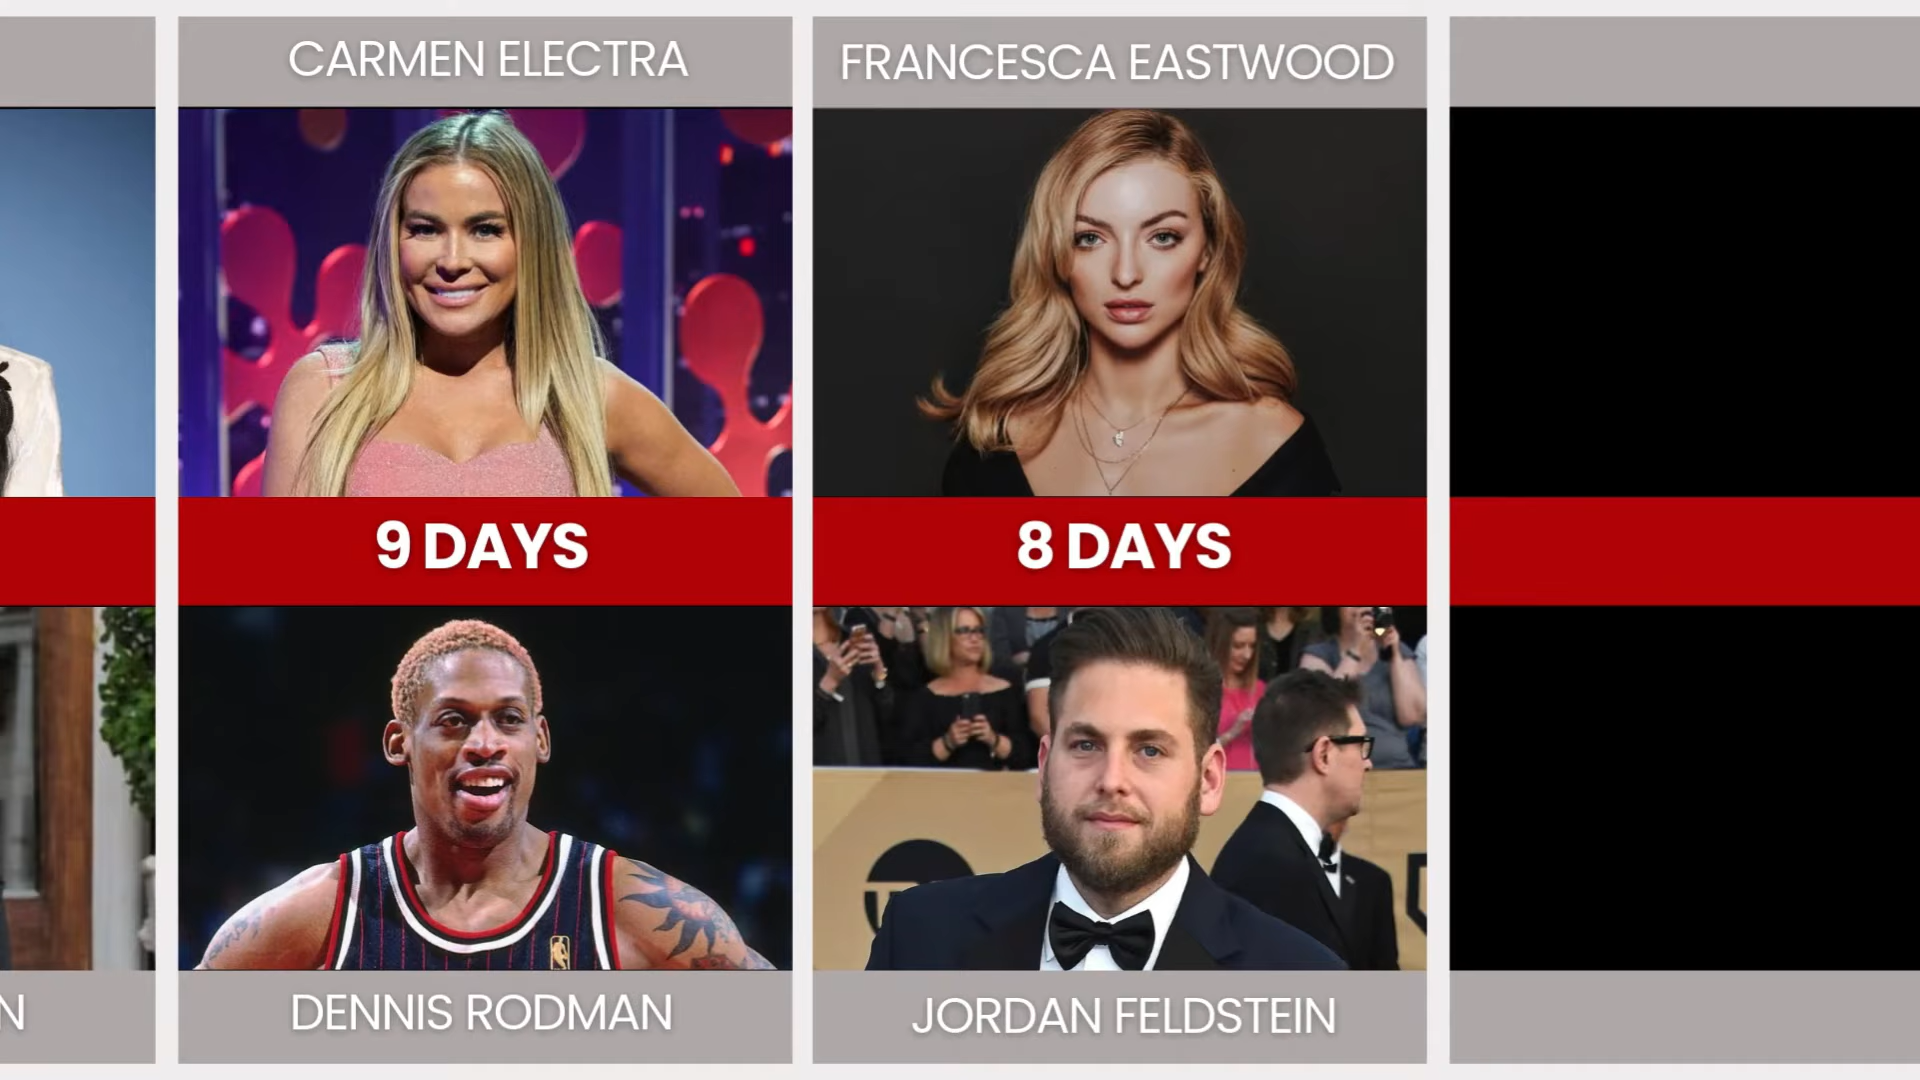 CARMEN ELECTRA
FRANCESCA EASTWOOD
9 DAYS
8 DAYS
N
DENNIS RODMAN
JORDAN FELDSTEIN